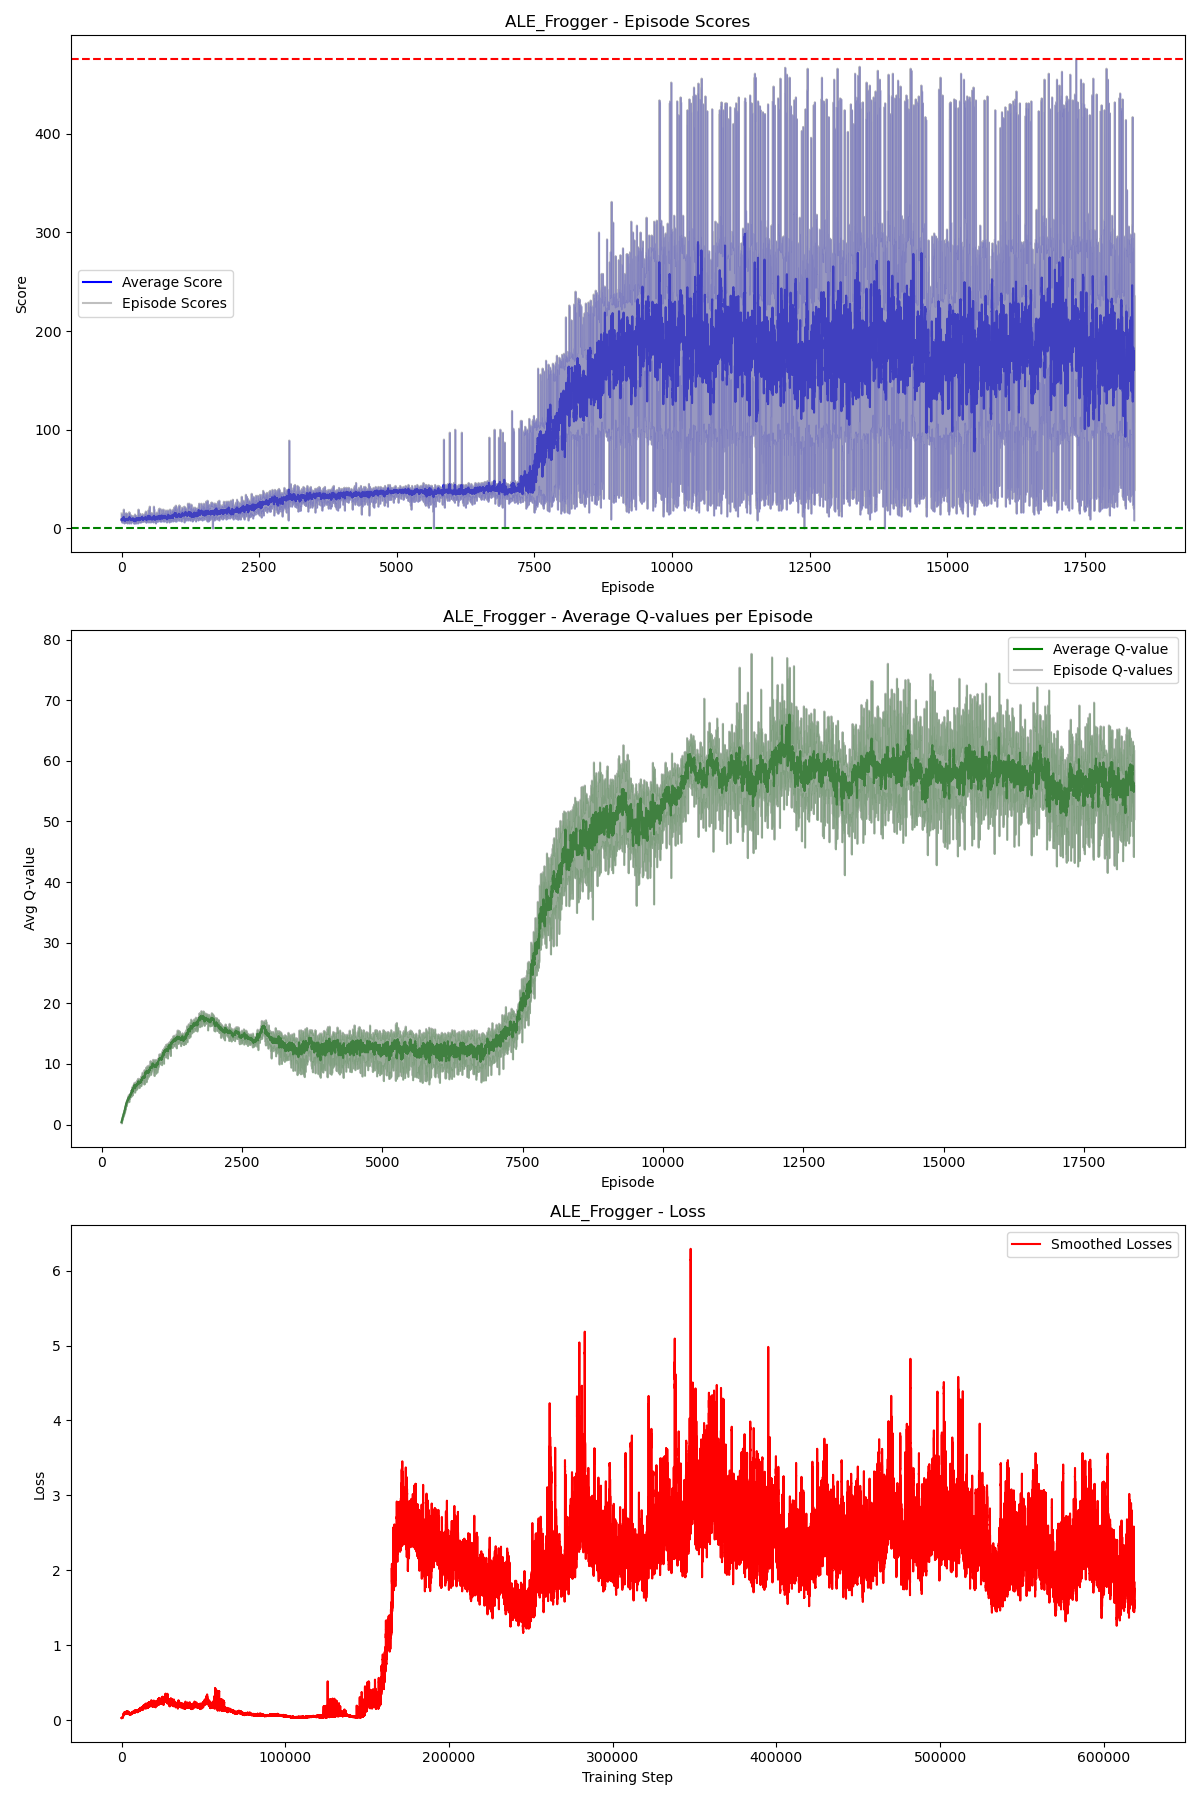 ALE_Frogger - Episode Scores
Score
400
300
200
100
0
Average Score
Episode Scores
0 2500 5000 7500 10000 12500 15000 17500
Episode
ALE_Frogger - Average Q-values per Episode
Avg Q-value
80
70
60
50
40
30
20
10
0
Average Q-value
Episode Q-values
0 2500 5000 7500 10000 12500 15000 17500
Episode
ALE_Frogger - Loss
Loss
6
5
4
3
2
1
0
Smoothed Losses
0 100000 200000 300000 400000 500000 600000
Training Step